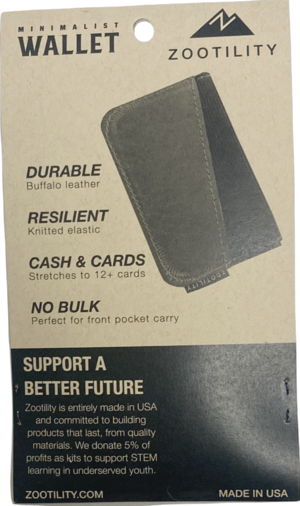 MINIMALIST
WALLET
ZOOTILITY
DURABLE
Buffalo leather
RESILIENT
Knitted elastic
CASH & CARDS
Stretches to 12+ cards
NO BULK
Perfect for front pocket carry
ZOOTILITY
SUPPORT A
BETTER FUTURE
Zootility is entirely made in USA
and committed to building
products that last, from quality
materials. We donate 5% of
profits as kits to support STEM
learning in underserved youth.
ZOOTILITY.COM
MADE IN USA